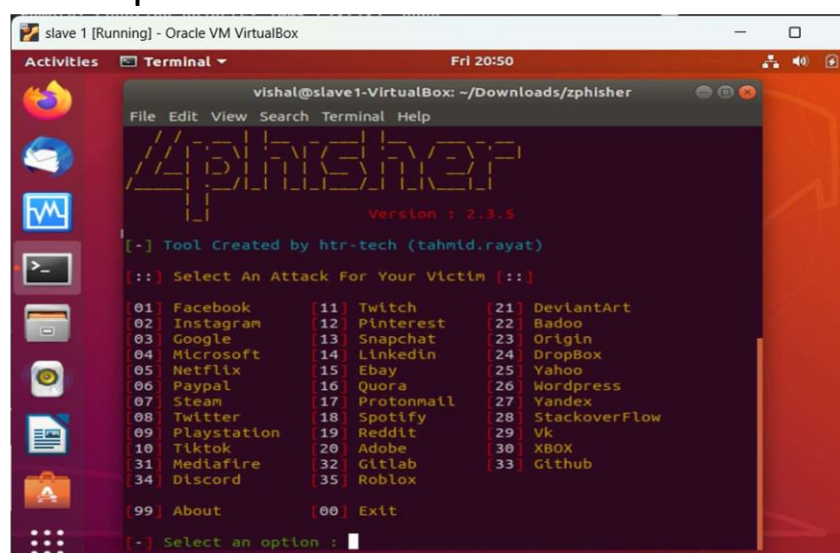 slave 1 [Running] - Oracle VM VirtualBox
Activities Terminal Fri 20:50
vishal@slave1-VirtualBox: ~/Downloads/zphisher
File Edit View Search Terminal Help
Zphisher
Version : 2.3.5
[-] Tool Created by htr-tech (tahmid.rayat)
[::] Select An Attack For Your Victim [::]
[01] Facebook [11] Twitch [21] DeviantArt
[02] Instagram [12] Pinterest [22] Badoo
[03] Google [13] Snapchat [23] Origin
[04] Microsoft [14] Linkedin [24] DropBox
[05] Netflix [15] Ebay [25] Yahoo
[06] Paypal [16] Quora [26] Wordpress
[07] Steam [17] Protonmail [27] Yandex
[08] Twitter [18] Spotify [28] StackoverFlow
[09] Playstation [19] Reddit [29] Vk
[10] Tiktok [20] Adobe [30] XBOX
[31] Mediafire [32] Gitlab [33] Github
[34] Discord [35] Roblox
[99] About [00] Exit
[-] Select an option :